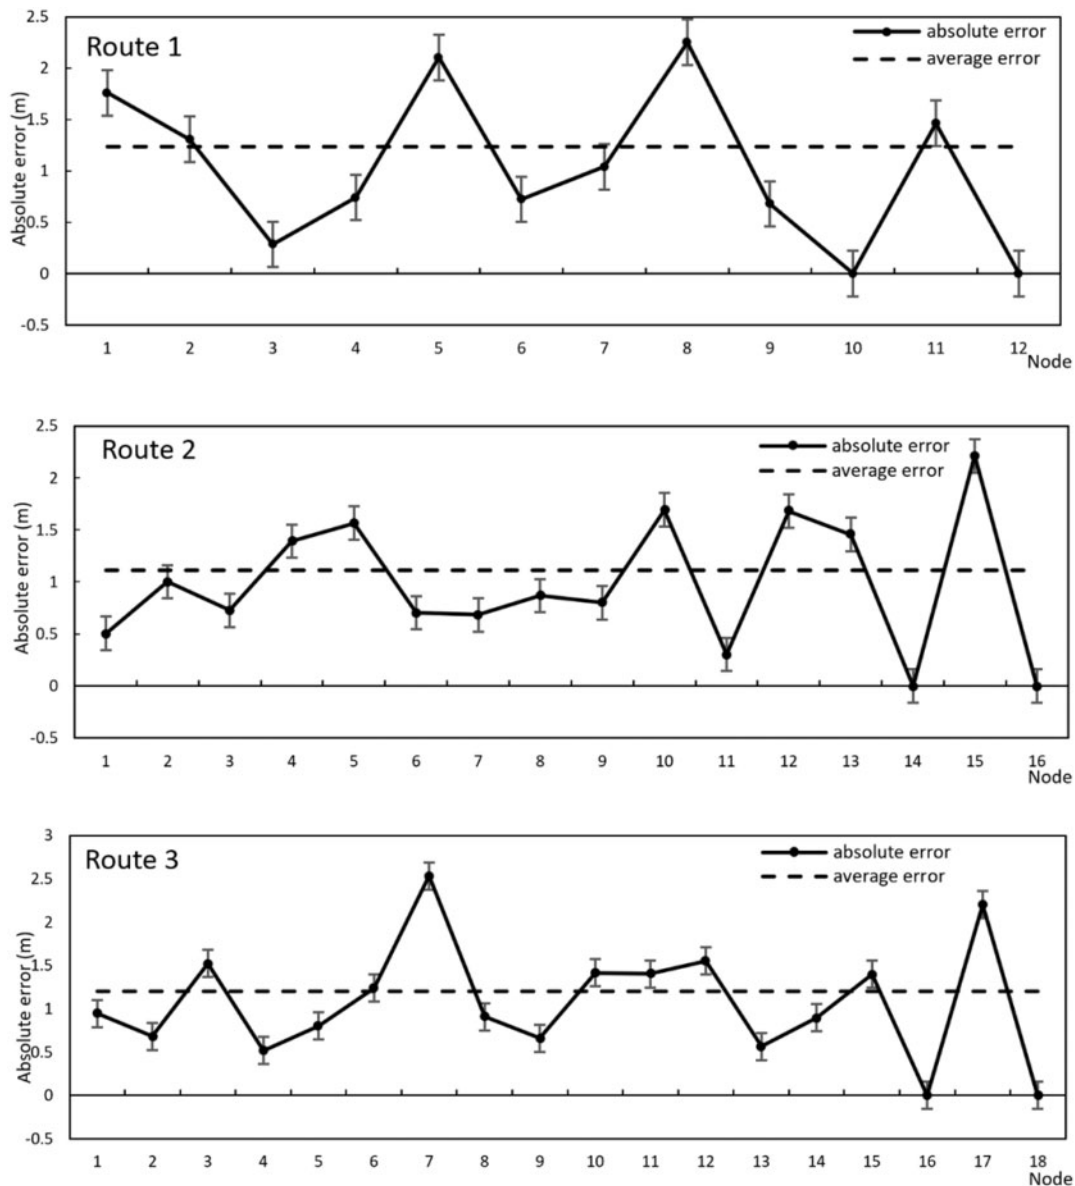 Route 1
absolute error
average error
Absolute error (m)
2.5
2
1.5
1
0.5
0
-0.5
1 2 3 4 5 6 7 8 9 10 11 12
Node
Route 2
absolute error
average error
Absolute error (m)
2.5
2
1.5
1
0.5
0
-0.5
1 2 3 4 5 6 7 8 9 10 11 12 13 14 15 16
Node
Route 3
absolute error
average error
Absolute error (m)
3
2.5
2
1.5
1
0.5
0
-0.5
1 2 3 4 5 6 7 8 9 10 11 12 13 14 15 16 17 18
Node